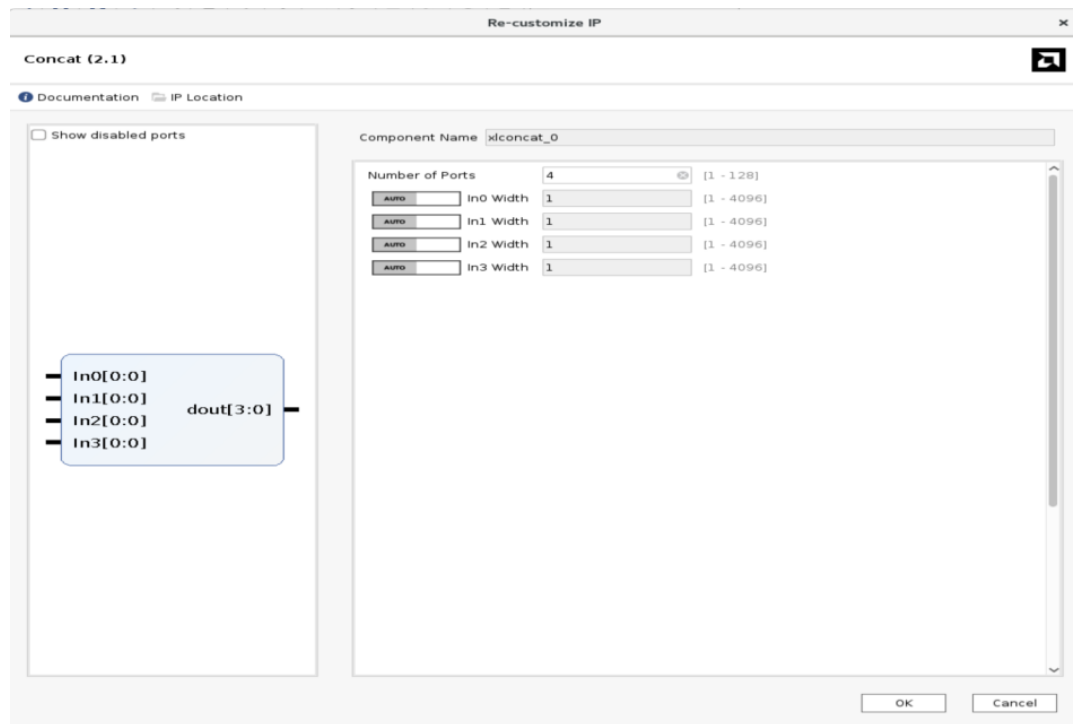 Re-customize IP
Concat (2.1)
Documentation IP Location
Show disabled ports
Component Name xlconcat_0
Number of Ports 4 [1 - 128]
AUTO In0 Width 1 [1 - 4096]
AUTO In1 Width 1 [1 - 4096]
AUTO In2 Width 1 [1 - 4096]
AUTO In3 Width 1 [1 - 4096]
In0[0:0]
In1[0:0]
In2[0:0]
In3[0:0]
dout[3:0]
OK Cancel